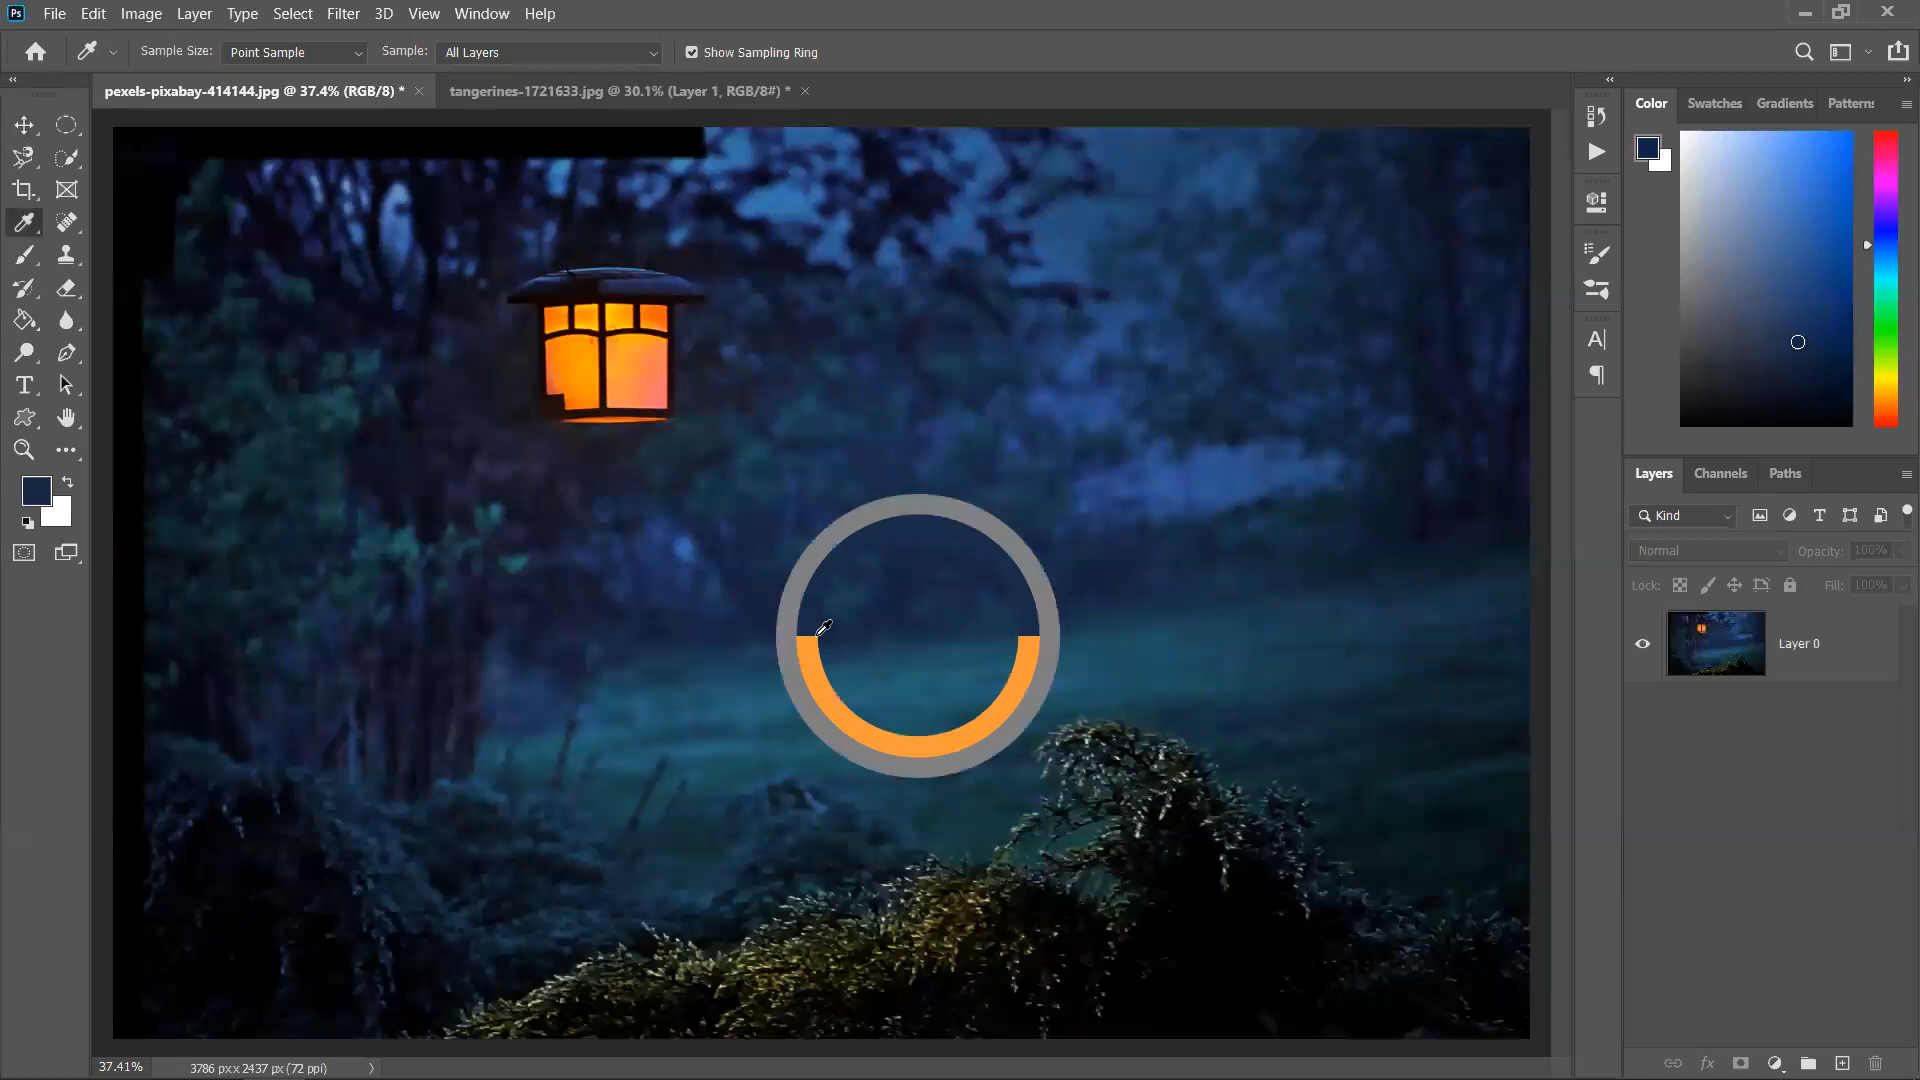 Ps File Edit Image Layer Type Select Filter 3D View Window Help
Sample Size: Point Sample Sample: All Layers Show Sampling Ring
pexels-pixabay-414144.jpg @ 37.4% (RGB/8) * tangerines-1721633.jpg @ 30.1% (Layer 1, RGB/8#) *
Color Swatches Gradients Patterns
Layers Channels Paths
Kind
Normal Opacity: 100%
Lock: Fill: 100%
Layer 0
37.41% 3786 px x 2437 px (72 ppi)